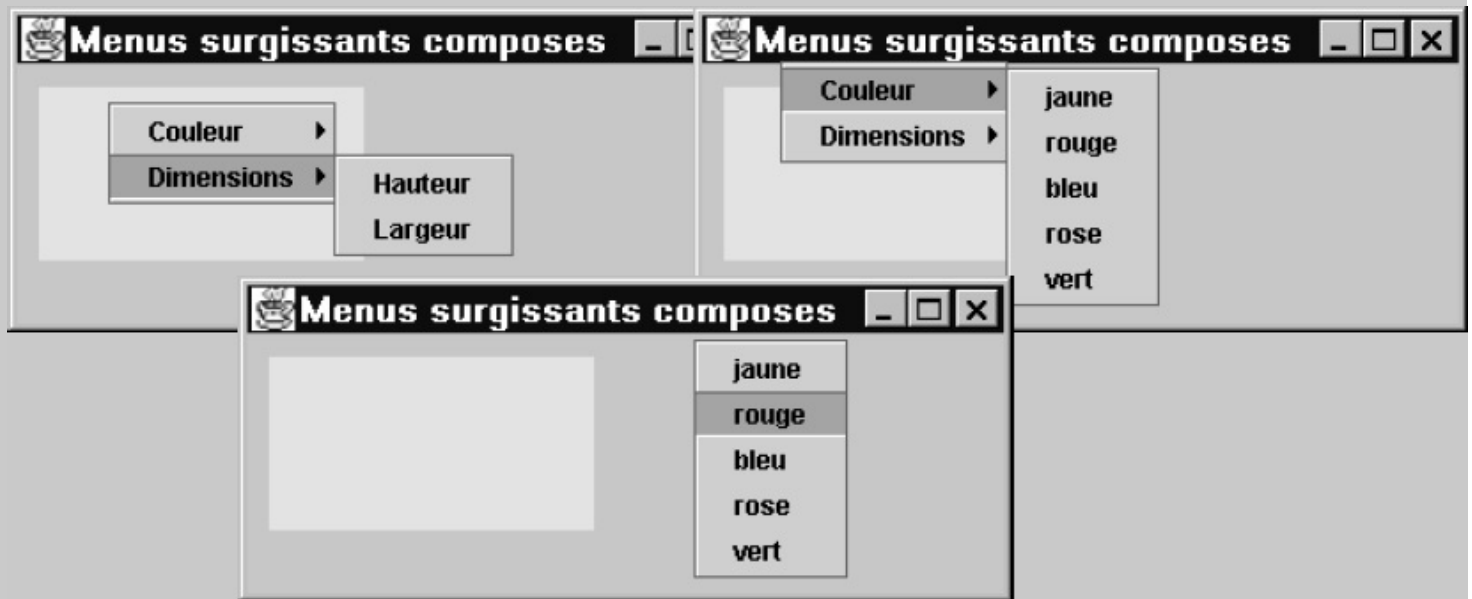 Menus surgissants composes
Couleur
Dimensions
Hauteur
Largeur
Menus surgissants composes
Couleur
Dimensions
jaune
rouge
bleu
rose
vert
Menus surgissants composes
jaune
rouge
bleu
rose
vert